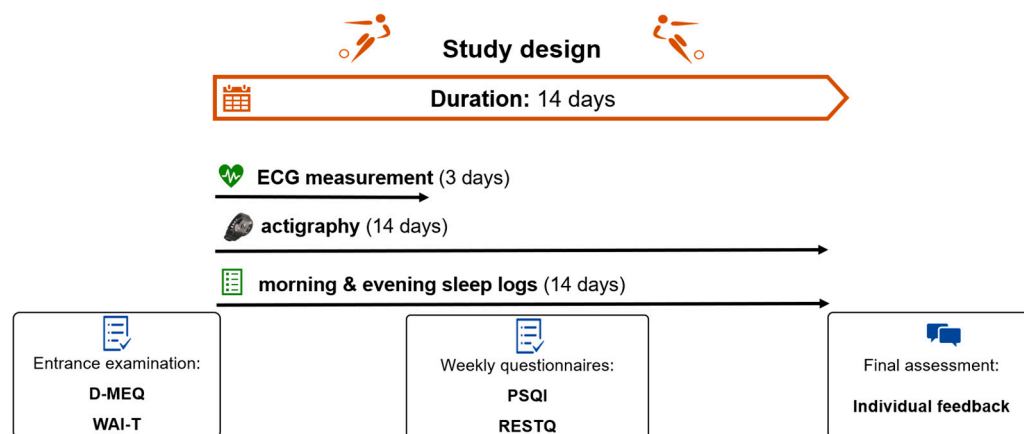 Study design
Duration: 14 days
ECG measurement (3 days)
actigraphy (14 days)
morning & evening sleep logs (14 days)
Entrance examination:
D-MEQ
WAI-T
Weekly questionnaires:
PSQI
RESTQ
Final assessment:
Individual feedback